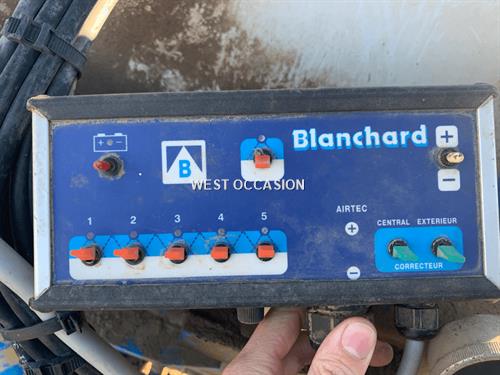 Blanchard
B
WEST OCCASION
1 2 3 4 5
AIRTEC
CENTRAL EXTERIEUR
CORRECTEUR